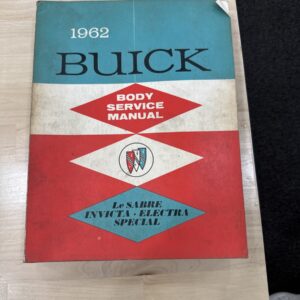 1962
BUICK
BODY
SERVICE
MANUAL
Le SABRE
INVICTA - ELECTRA
SPECIAL